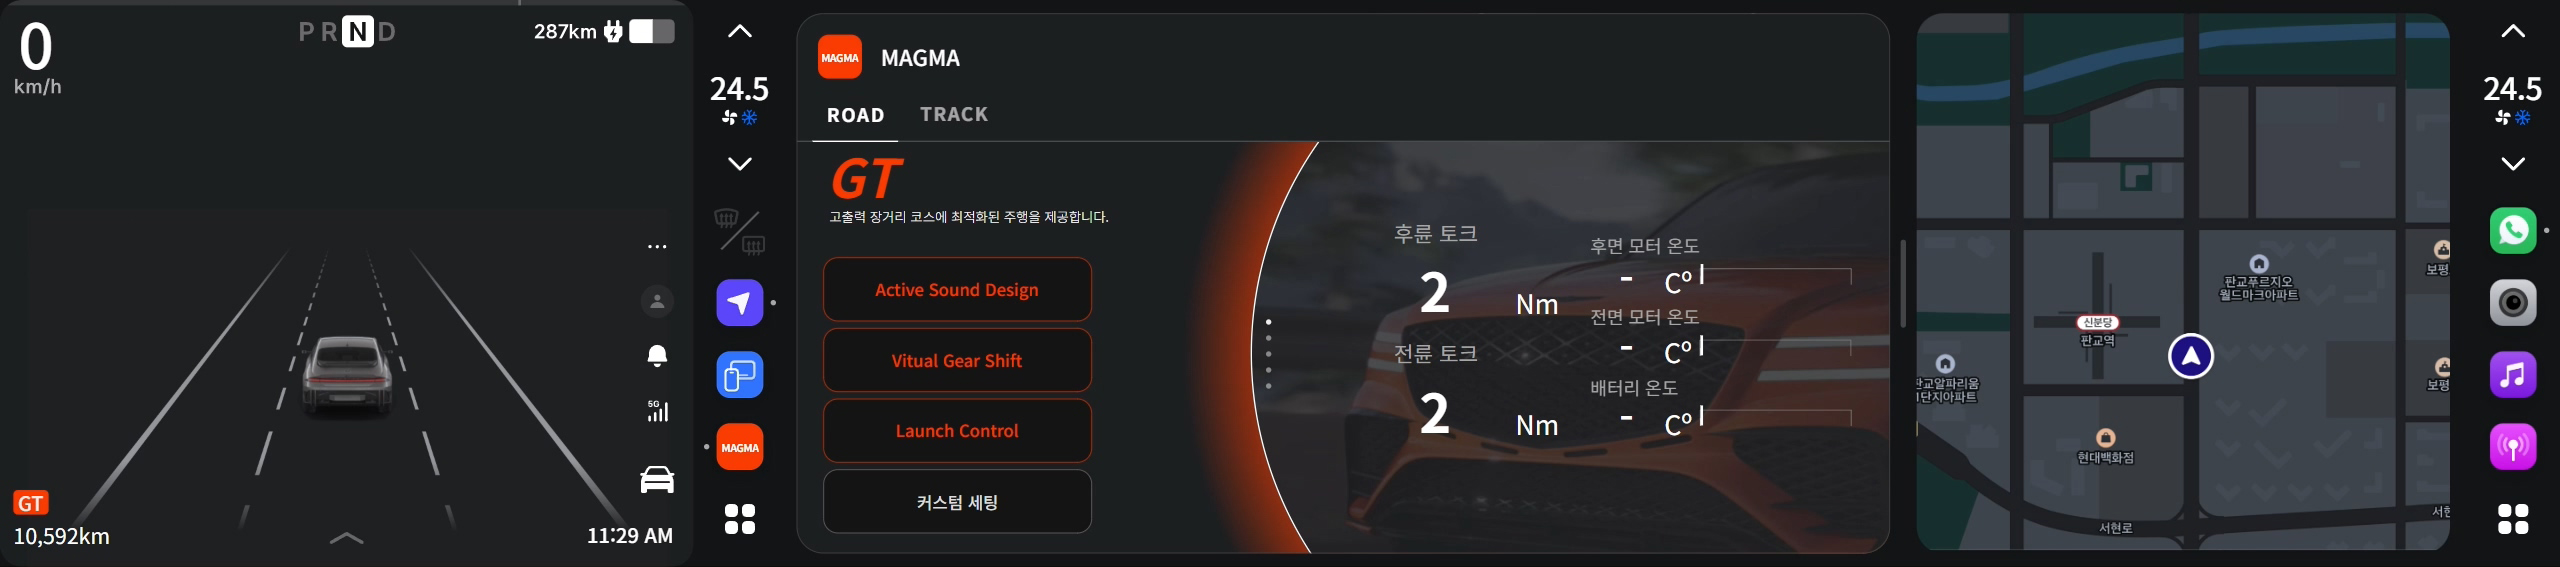 0
km/h
P R N D
287km
5G
GT
10,592km
11:29 AM
24.5
MAGMA
MAGMA
MAGMA
ROAD
TRACK
GT
고출력 장거리 코스에 최적화된 주행을 제공합니다.
Active Sound Design
Vitual Gear Shift
Launch Control
커스텀 세팅
후륜 토크
2
Nm
전륜 토크
2
Nm
후면 모터 온도
- Cº
전면 모터 온도
- Cº
배터리 온도
- Cº
판교푸르지오
월드마크아파트
신분당
판교역
판교알파리움
1단지아파트
현대백화점
서현로
보평
보평
서현
24.5